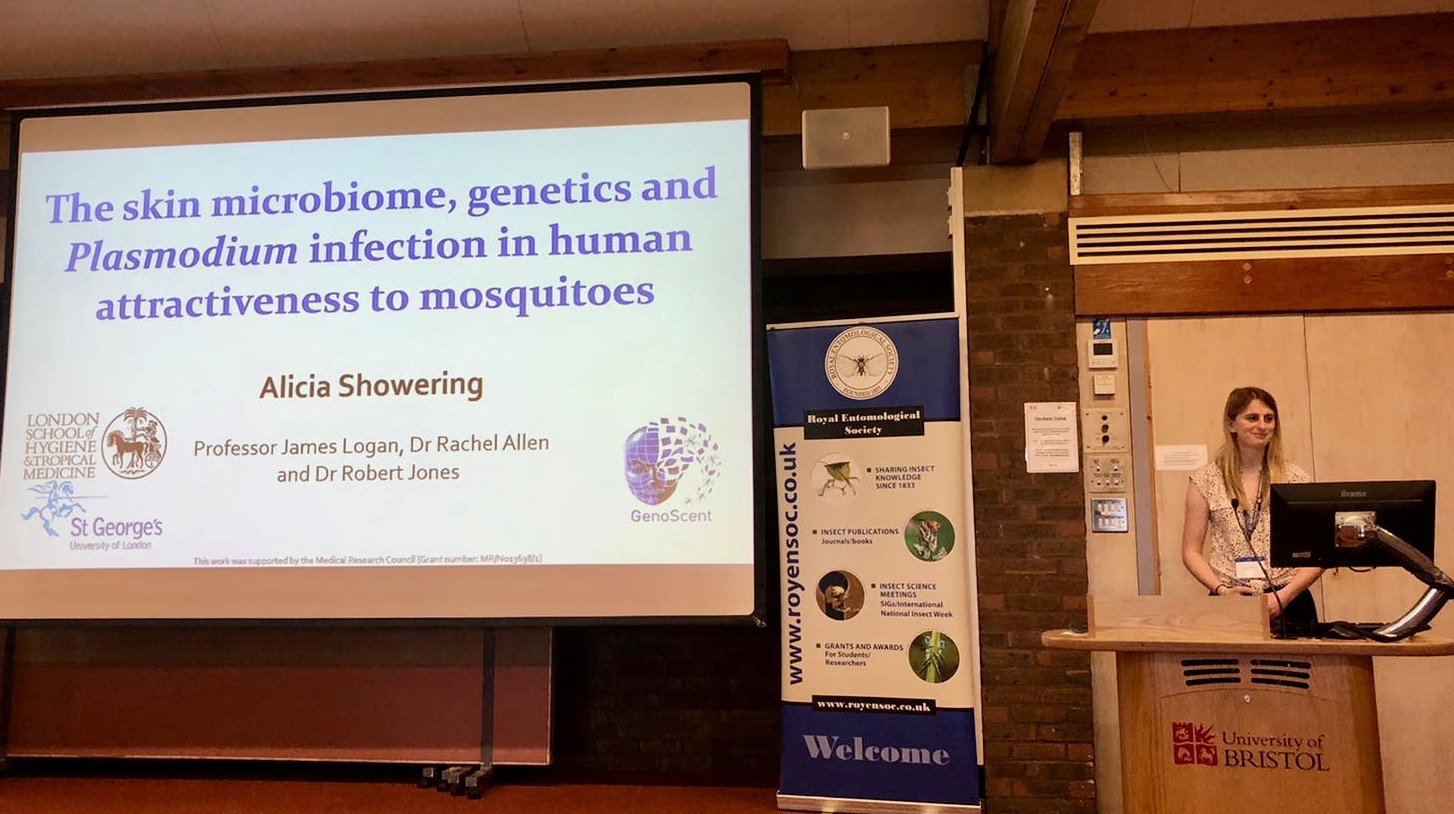 The skin microbiome, genetics and
Plasmodium infection in human
attractiveness to mosquitoes
Alicia Showering
Professor James Logan, Dr Rachel Allen
and Dr Robert Jones
LONDON
SCHOOL of
HYGIENE
&TROPICAL
MEDICINE
St George's
University of London
GenoScent
This work was supported by the Medical Research Council [Grant number:
ROYAL ENTOMOLOGICAL SOCIETY
FOUNDED 1833
Royal Entomological
Society
www.royensoc.co.uk
SHARING INSECT
KNOWLEDGE
SINCE 1833
INSECT PUBLICATIONS
Journals/books
INSECT SCIENCE
MEETINGS
SIGs/International
National Insect Week
GRANTS AND AWARDS
For Students/
Researchers
www.royensoc.co.uk
Welcome
iiyama
University of
BRISTOL